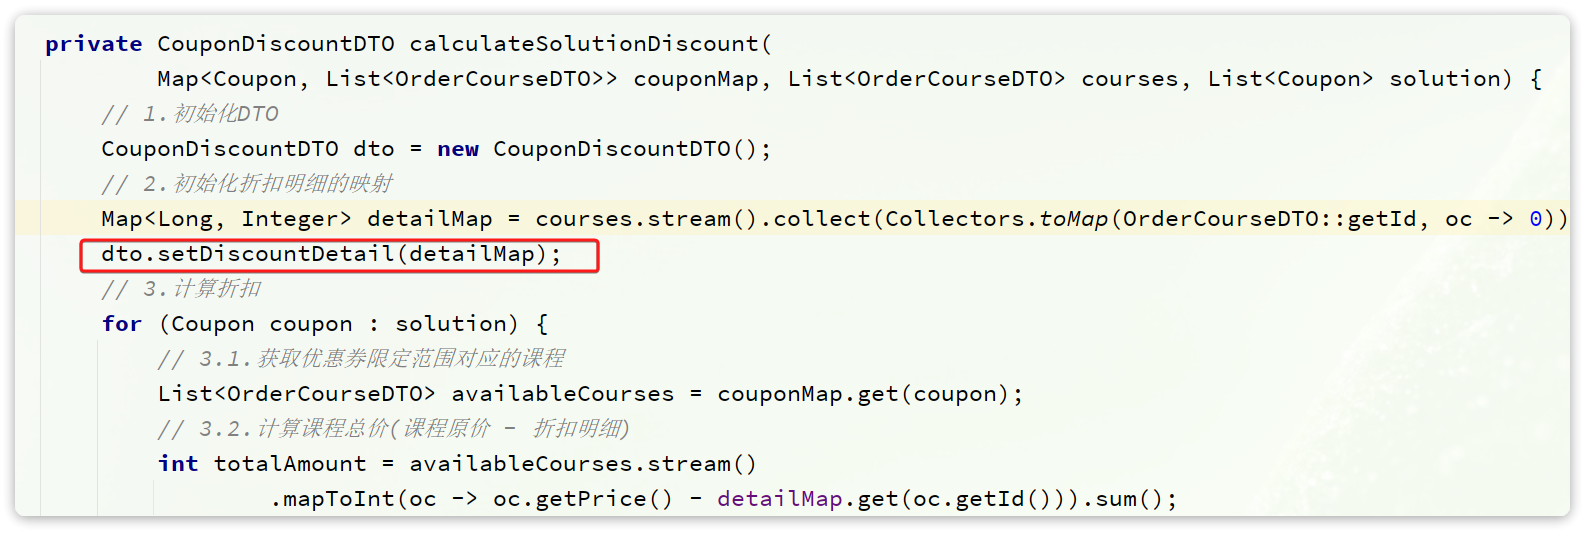 private CouponDiscountDTO calculateSolutionDiscount(
        Map<Coupon, List<OrderCourseDTO>> couponMap, List<OrderCourseDTO> courses, List<Coupon> solution) {
    // 1.初始化DTO
    CouponDiscountDTO dto = new CouponDiscountDTO();
    // 2.初始化折扣明细的映射
    Map<Long, Integer> detailMap = courses.stream().collect(Collectors.toMap(OrderCourseDTO::getId, oc -> 0))
    dto.setDiscountDetail(detailMap);
    // 3.计算折扣
    for (Coupon coupon : solution) {
        // 3.1.获取优惠券限定范围对应的课程
        List<OrderCourseDTO> availableCourses = couponMap.get(coupon);
        // 3.2.计算课程总价(课程原价 - 折扣明细)
        int totalAmount = availableCourses.stream()
                .mapToInt(oc -> oc.getPrice() - detailMap.get(oc.getId())).sum();